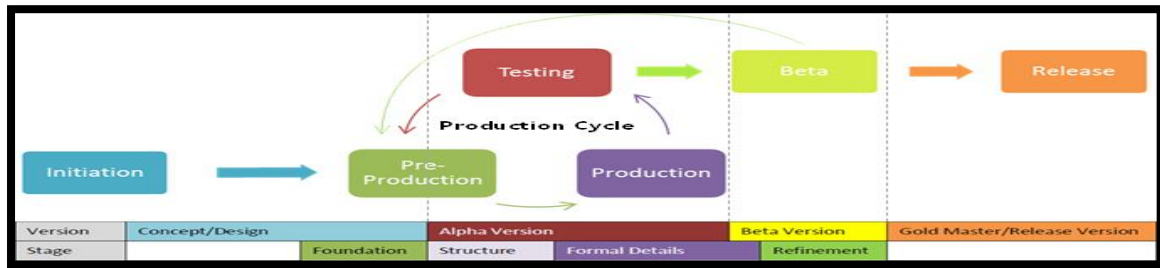 Testing
Beta
Release
Production Cycle
Initiation
Pre-
Production
Production
Version
Concept/Design
Alpha Version
Beta Version
Gold Master/Release Version
Stage
Foundation
Structure
Formal Details
Refinement